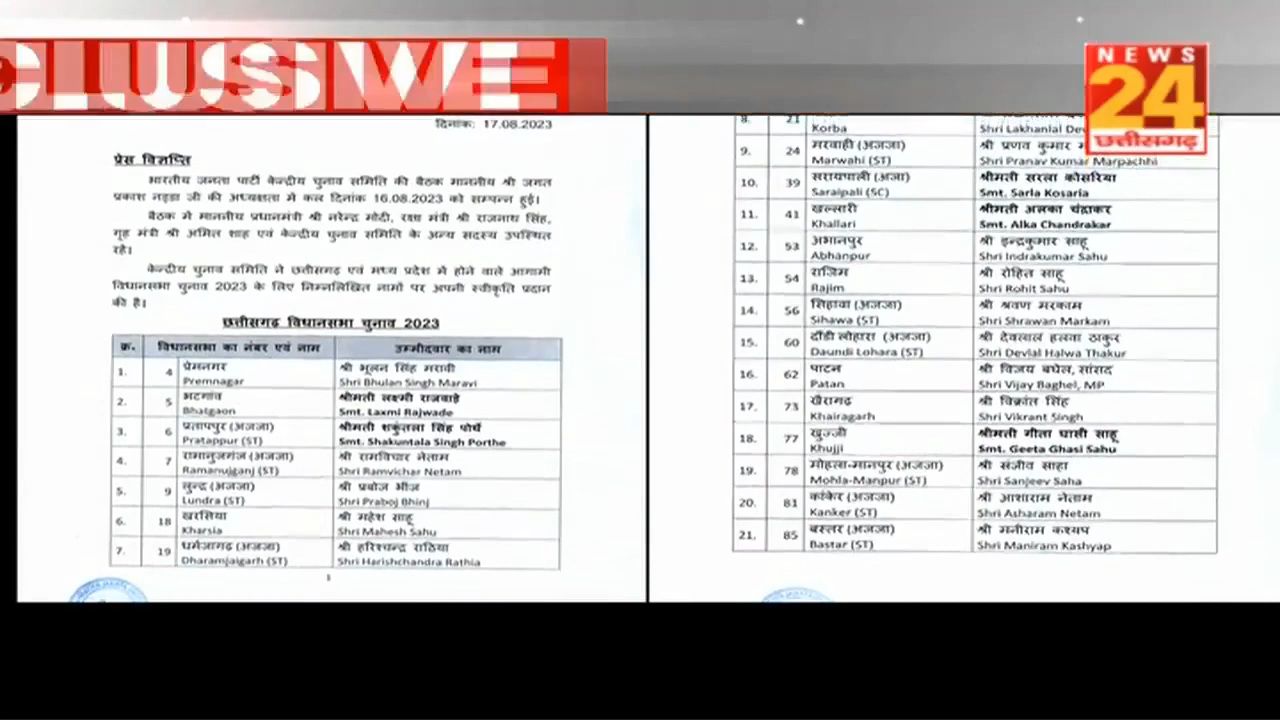 CLUSSIVVE
NEWS
24
छत्तीसगढ़
दिनांक: 17.08.2023
प्रेस विज्ञप्ति
भारतीय जनता पार्टी केन्द्रीय चुनाव समिति की बैठक माननीय श्री जगत
प्रकाश नड्डा जी की अध्यक्षता में कल दिनांक 16.08.2023 को सम्पन्न हुई।
बैठक में माननीय प्रधानमंत्री श्री नरेन्द्र मोदी, रक्षा मंत्री श्री राजनाथ सिंह,
गृह मंत्री श्री अमित शाह एवं केन्द्रीय चुनाव समिति के अन्य सदस्य उपस्थित
रहे।
केन्द्रीय चुनाव समिति ने छत्तीसगढ़ एवं मध्य प्रदेश में होने वाले आगामी
विधानसभा चुनाव 2023 के लिए निम्नलिखित नामों पर अपनी स्वीकृति प्रदान
की है।
छत्तीसगढ़ विधानसभा चुनाव 2023
क्र. विधानसभा का नंबर एवं नाम उम्मीदवार का नाम
1. 4 प्रेमनगर श्री भूलन सिंह मरावी
Premnagar Shri Bhulan Singh Maravi
2. 5 भटगांव श्रीमती लक्ष्मी राजवाड़े
Bhatgaon Smt. Laxmi Rajwade
3. 6 प्रतापपुर (अजजा) श्रीमती शकुंतला सिंह पोर्थे
Pratappur (ST) Smt. Shakuntala Singh Porthe
4. 7 रामानुजगंज (अजजा) श्री रामविचार नेताम
Ramanujganj (ST) Shri Ramvichar Netam
5. 9 लुन्द्रा (अजजा) श्री प्रबोज भींज
Lundra (ST) Shri Praboj Bhinj
6. 18 खरसिया श्री महेश साहू
Kharsia Shri Mahesh Sahu
7. 19 धर्मजागढ़ (अजजा) श्री हरिश्चन्द्र राठिया
Dharamjaigarh (ST) Shri Harishchandra Rathia
1
8. 21
Korba Shri Lakhanlal
9. 24 मरवाही (अजजा) श्री प्रणव कुमार
Marwahi (ST) Shri Pranav Kumar Marpachhi
10. 39 सरायपाली (अजा) श्रीमती सरला कोसरिया
Saraipali (SC) Smt. Sarla Kosaria
11. 41 खल्लारी श्रीमती अलका चंद्राकर
Khallari Smt. Alka Chandrakar
12. 53 अभानपुर श्री इन्द्रकुमार साहू
Abhanpur Shri Indrakumar Sahu
13. 54 राजिम श्री रोहित साहू
Rajim Shri Rohit Sahu
14. 56 सिहावा (अजजा) श्री श्रवण मरकाम
Sihawa (ST) Shri Shrawan Markam
15. 60 दौंडी लोहारा (अजजा) श्री देवलाल हलवा ठाकुर
Daundi Lohara (ST) Shri Devlal Halwa Thakur
16. 62 पाटन श्री विजय बघेल, सांसद
Patan Shri Vijay Baghel, MP
17. 73 खैरागढ़ श्री विक्रांत सिंह
Khairagarh Shri Vikrant Singh
18. 77 खुज्जी श्रीमती गीता घासी साहू
Khujji Smt. Geeta Ghasi Sahu
19. 78 मोहला-मानपुर (अजजा) श्री संजीव साहा
Mohla-Manpur (ST) Shri Sanjeev Saha
20. 81 कांकेर (अजजा) श्री आशाराम नेताम
Kanker (ST) Shri Asharam Netam
21. 85 बस्तर (अजजा) श्री मनीराम कश्यप
Bastar (ST) Shri Maniram Kashyap